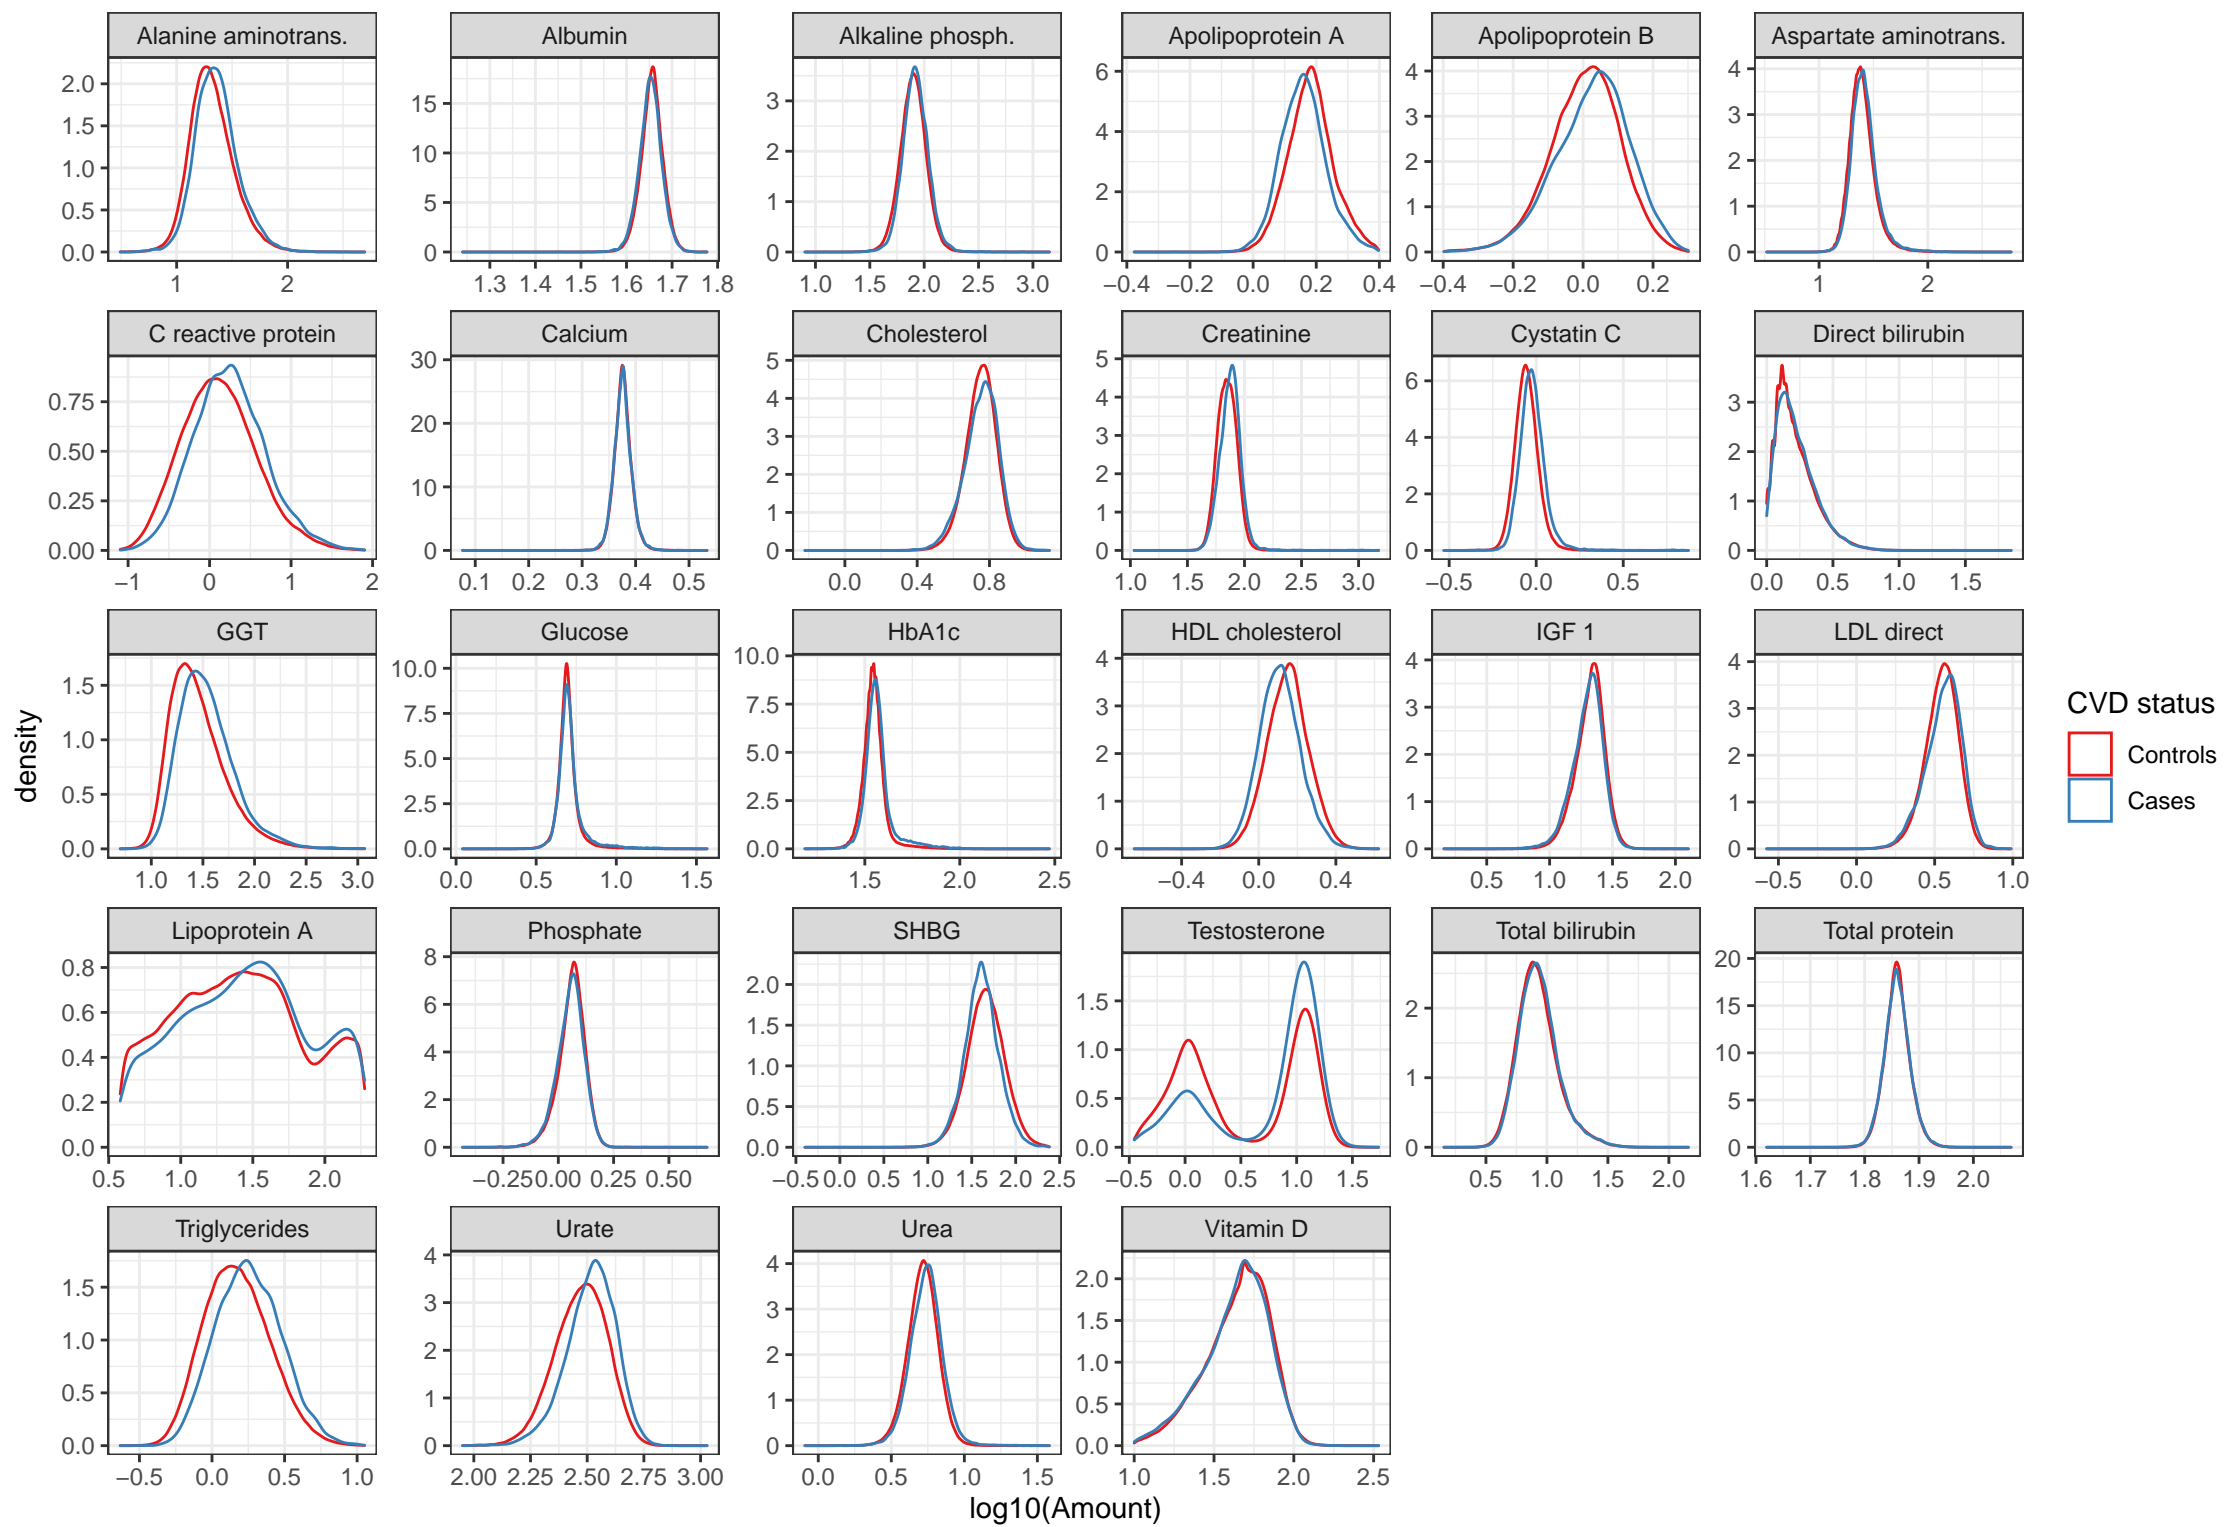 Alanine aminotrans. Albumin Alkaline phosph. Apolipoprotein A Apolipoprotein B Aspartate aminotrans.
2.0 1.5 1.0 0.5 0.0
15 10 5 0
3 2 1 0
6 4 2 0
4 3 2 1 0
4 3 2 1 0
1 2
1.3 1.4 1.5 1.6 1.7 1.8
1.0 1.5 2.0 2.5 3.0
−0.4 −0.2 0.0 0.2 0.4
−0.4 −0.2 0.0 0.2
1 2
C reactive protein Calcium Cholesterol Creatinine Cystatin C Direct bilirubin
0.75 0.50 0.25 0.00
30 20 10 0
5 4 3 2 1 0
5 4 3 2 1 0
6 4 2 0
3 2 1 0
−1 0 1 2
0.1 0.2 0.3 0.4 0.5
0.0 0.4 0.8
1.0 1.5 2.0 2.5 3.0
−0.5 0.0 0.5
0.0 0.5 1.0 1.5
GGT Glucose HbA1c HDL cholesterol IGF 1 LDL direct
1.5 1.0 0.5 0.0
10.0 7.5 5.0 2.5 0.0
10.0 7.5 5.0 2.5 0.0
4 3 2 1 0
4 3 2 1 0
4 3 2 1 0
1.0 1.5 2.0 2.5 3.0
0.0 0.5 1.0 1.5
1.5 2.0 2.5
−0.4 0.0 0.4
0.5 1.0 1.5 2.0
−0.5 0.0 0.5 1.0
Lipoprotein A Phosphate SHBG Testosterone Total bilirubin Total protein
0.8 0.6 0.4 0.2 0.0
8 6 4 2 0
2.0 1.5 1.0 0.5 0.0
1.5 1.0 0.5 0.0
2 1 0
20 15 10 5 0
0.5 1.0 1.5 2.0
−0.25 0.00 0.25 0.50
−0.5 0.0 0.5 1.0 1.5 2.0 2.5
−0.5 0.0 0.5 1.0 1.5
0.5 1.0 1.5 2.0
1.6 1.7 1.8 1.9 2.0
Triglycerides Urate Urea Vitamin D
1.5 1.0 0.5 0.0
4 3 2 1 0
4 3 2 1 0
2.0 1.5 1.0 0.5 0.0
−0.5 0.0 0.5 1.0
2.00 2.25 2.50 2.75 3.00
0.0 0.5 1.0 1.5
1.0 1.5 2.0 2.5
density
log10(Amount)
CVD status
Controls
Cases